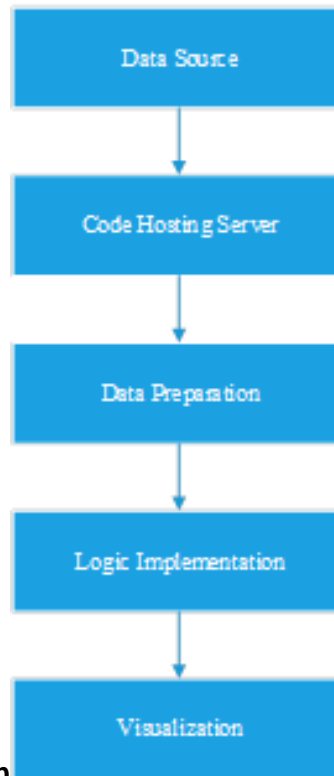 Data Source
Code Hosting Server
Data Preparation
Logic Implementation
Visualization